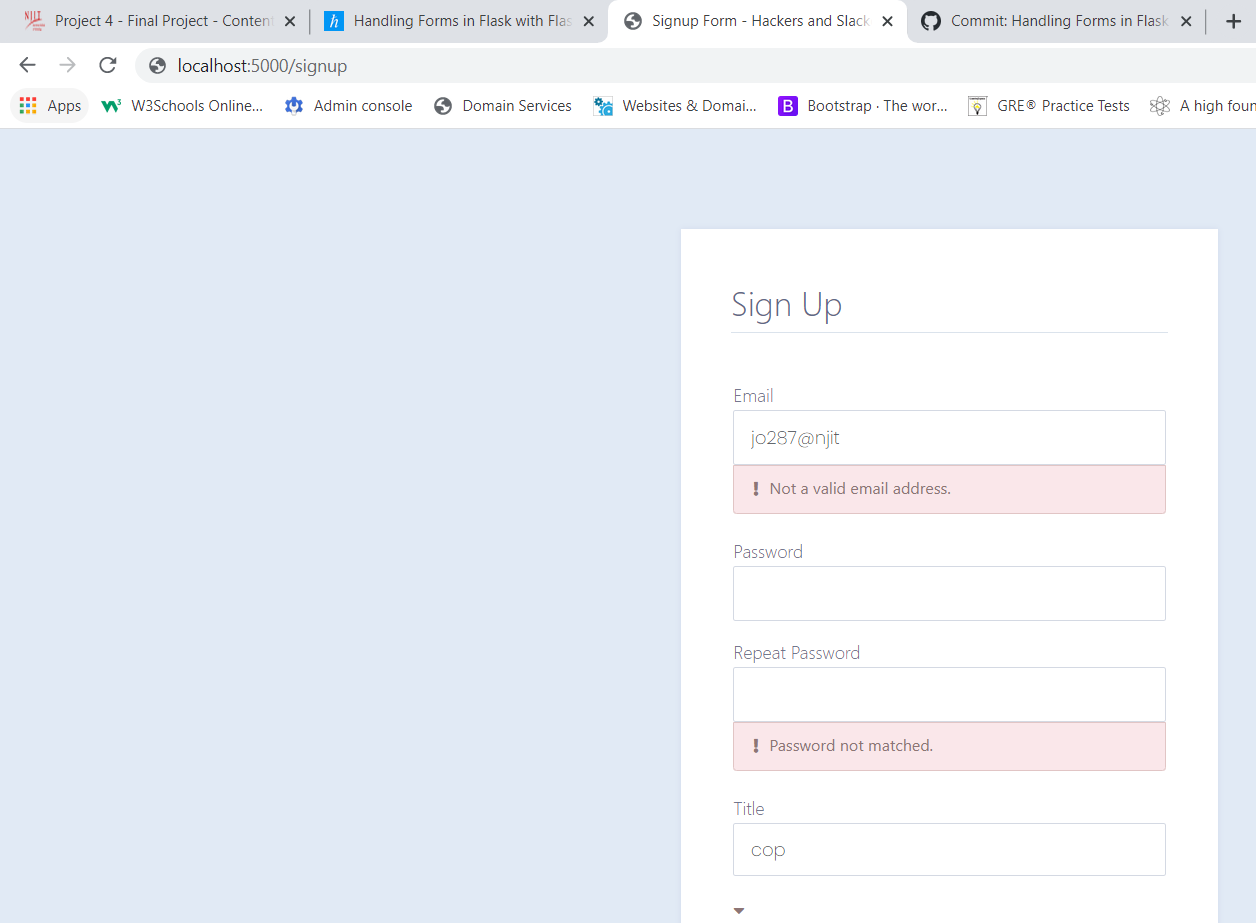 Project 4 - Final Project - Content
Handling Forms in Flask with Flas
Signup Form - Hackers and Slack
Commit: Handling Forms in Flask
localhost:5000/signup
Apps
W3Schools Online...
Admin console
Domain Services
Websites & Domai...
Bootstrap · The wor...
GRE® Practice Tests
A high foun
Sign Up
Email
jo287@njit
Not a valid email address.
Password
Repeat Password
Password not matched.
Title
cop